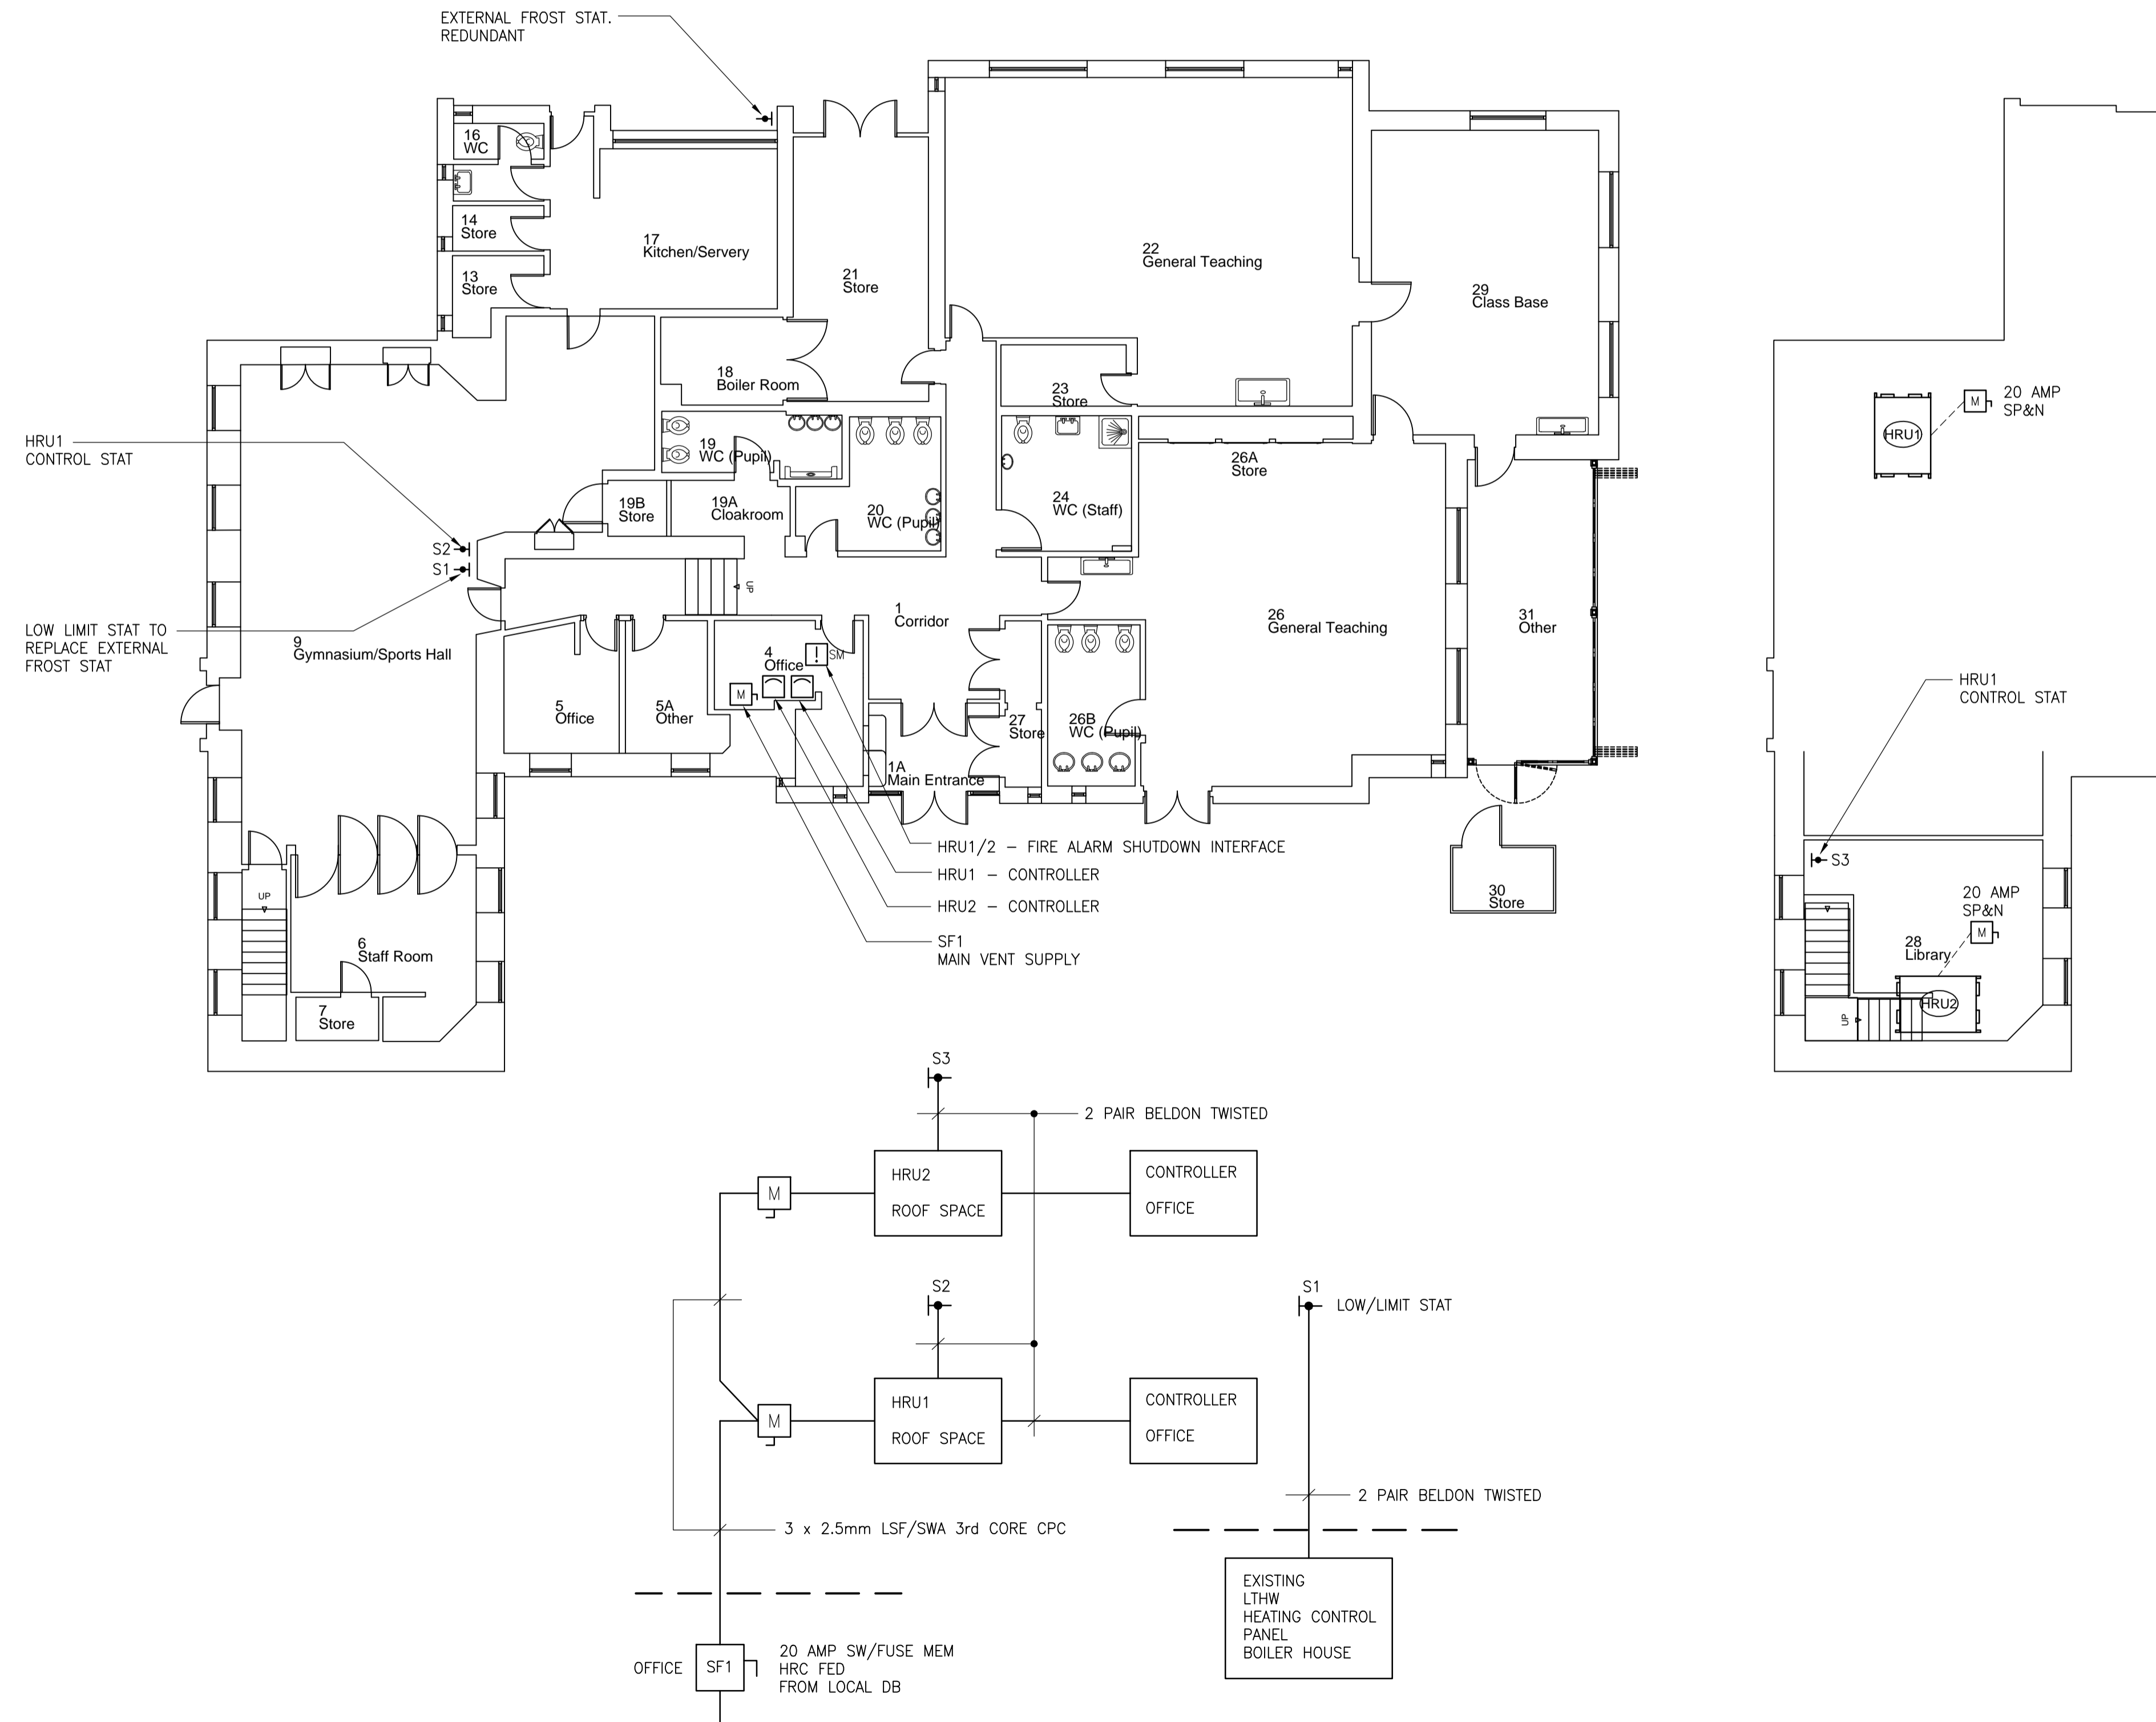 EXTERNAL FROST STAT.
REDUNDANT
16
WC
14
Store
13
Store
17
Kitchen/Servery
21
Store
22
General Teaching
29
Class Base
18
Boiler Room
23
Store
HRU1
CONTROL STAT
19
WC (Pupil)
19B
Store
19A
Cloakroom
20
WC (Pupil)
24
WC (Staff)
26A
Store
S2
S1
UP
LOW LIMIT STAT TO
REPLACE EXTERNAL
FROST STAT
9
Gymnasium/Sports Hall
1
Corridor
26
General Teaching
31
Other
4
Office
! SM
M
5
Office
5A
Other
27
Store
26B
WC (Pupil)
1A
Main Entrance
HRU1/2 - FIRE ALARM SHUTDOWN INTERFACE
HRU1 - CONTROLLER
HRU2 - CONTROLLER
SF1
MAIN VENT SUPPLY
30
Store
UP
6
Staff Room
7
Store
HRU1
M
20 AMP
SP&N
HRU1
CONTROL STAT
S3
20 AMP
SP&N
M
28
Library
HRU2
UP
S3
2 PAIR BELDON TWISTED
M
HRU2
ROOF SPACE
CONTROLLER
OFFICE
S2
S1
LOW/LIMIT STAT
M
HRU1
ROOF SPACE
CONTROLLER
OFFICE
2 PAIR BELDON TWISTED
3 x 2.5mm LSF/SWA 3rd CORE CPC
EXISTING
LTHW
HEATING CONTROL
PANEL
BOILER HOUSE
OFFICE
SF1
20 AMP SW/FUSE MEM
HRC FED
FROM LOCAL DB